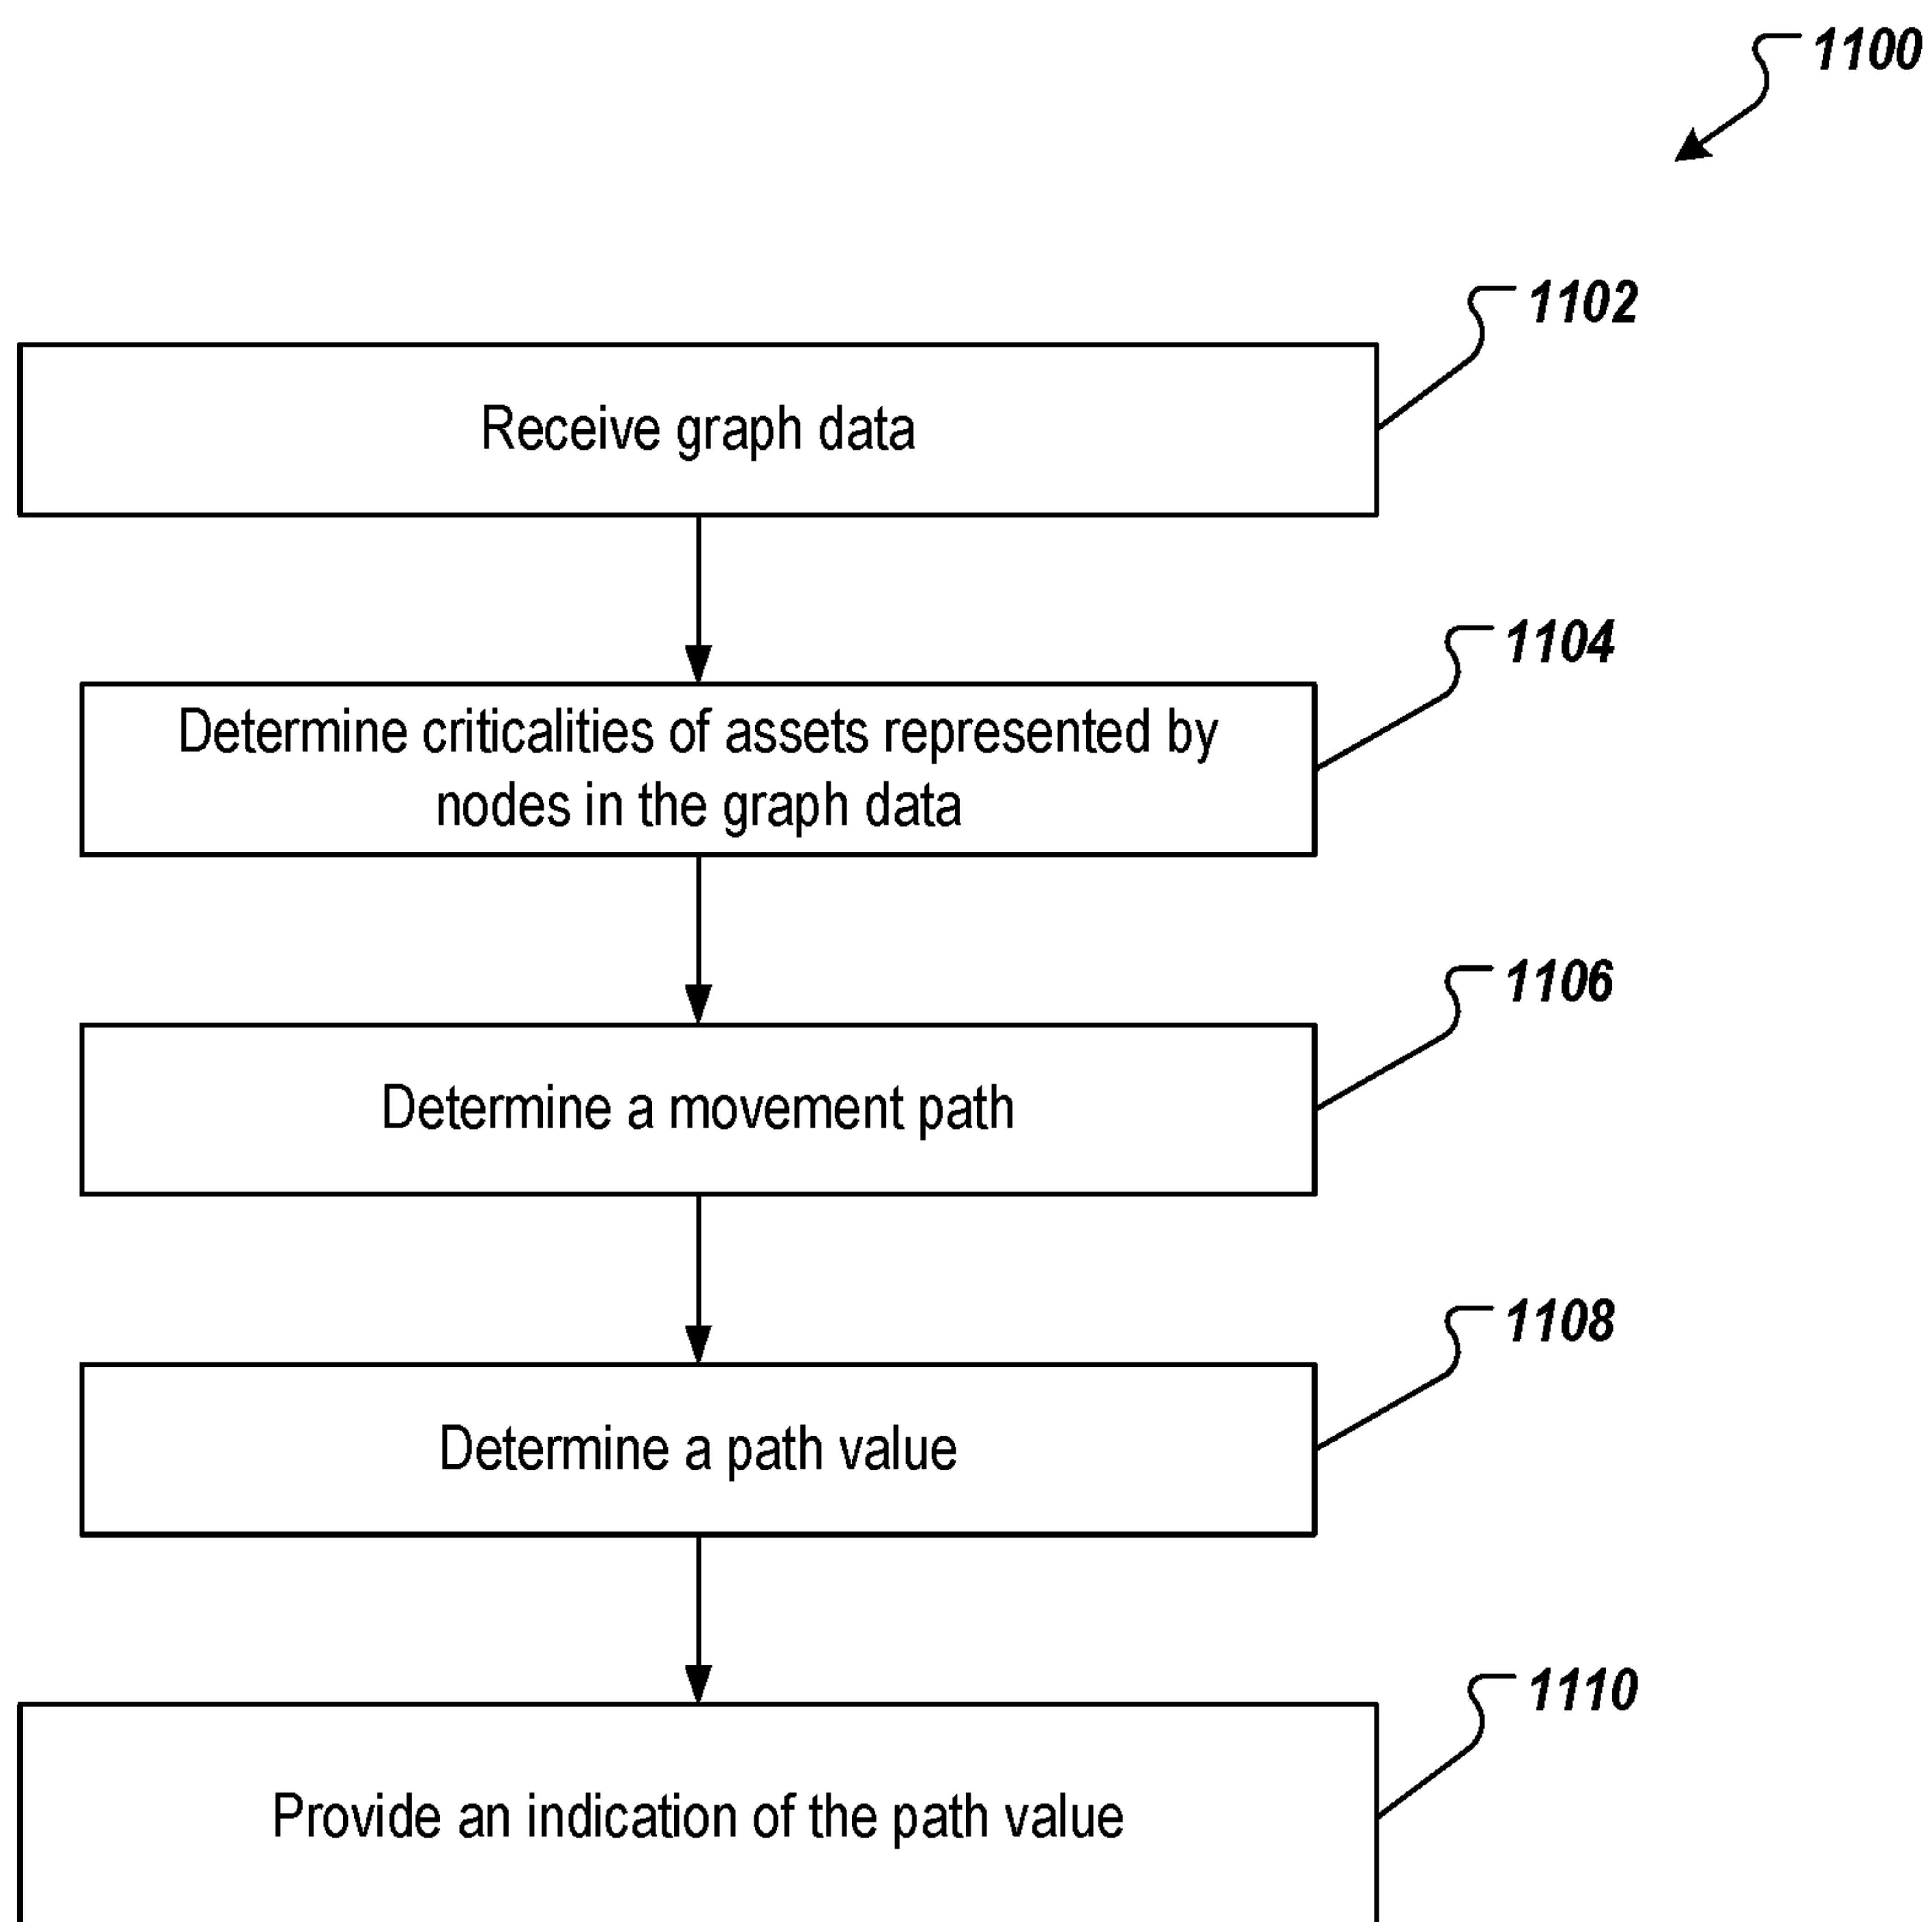 1100
1102
Receive graph data
1104
Determine criticalities of assets represented by
nodes in the graph data
1106
Determine a movement path
1108
Determine a path value
1110
Provide an indication of the path value